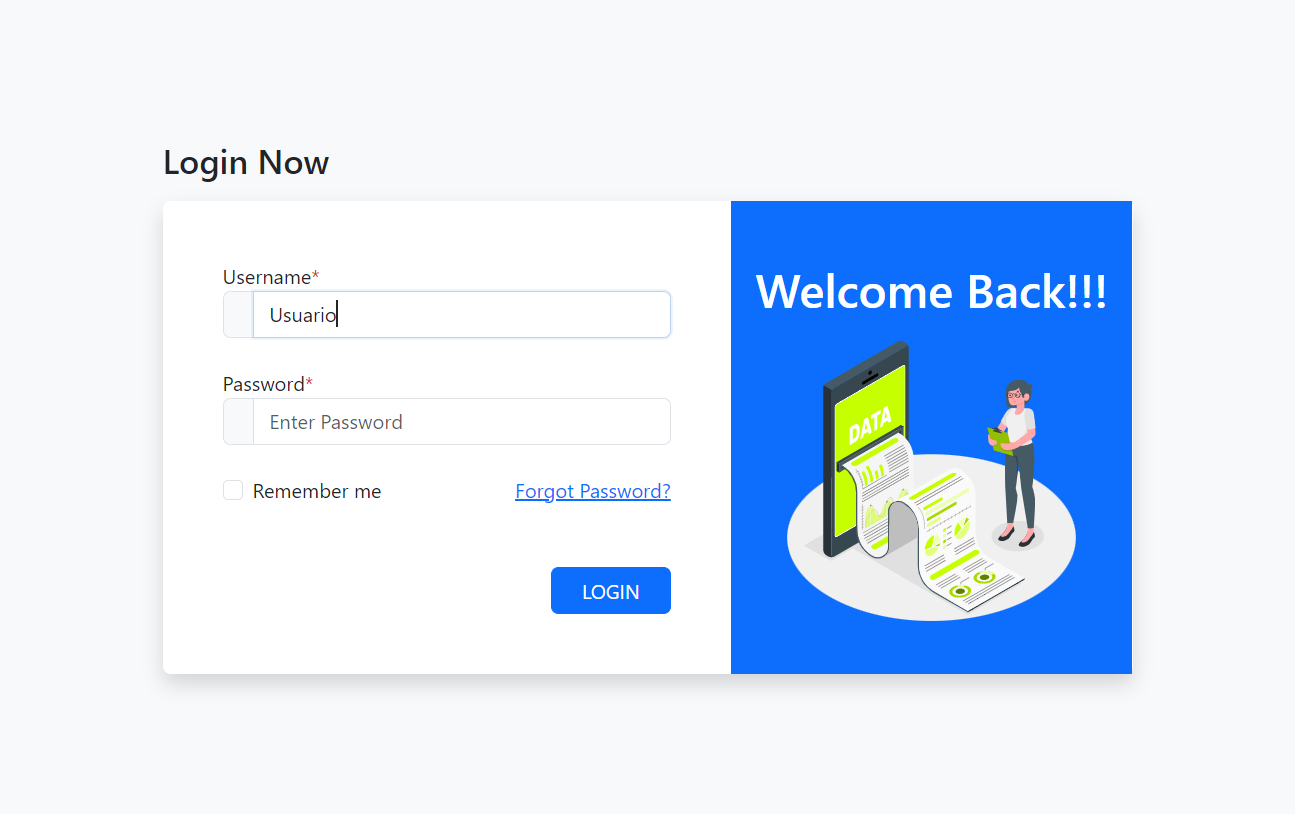 Login Now
Username*
Usuario
Password*
Enter Password
Remember me
Forgot Password?
LOGIN
Welcome Back!!!
DATA